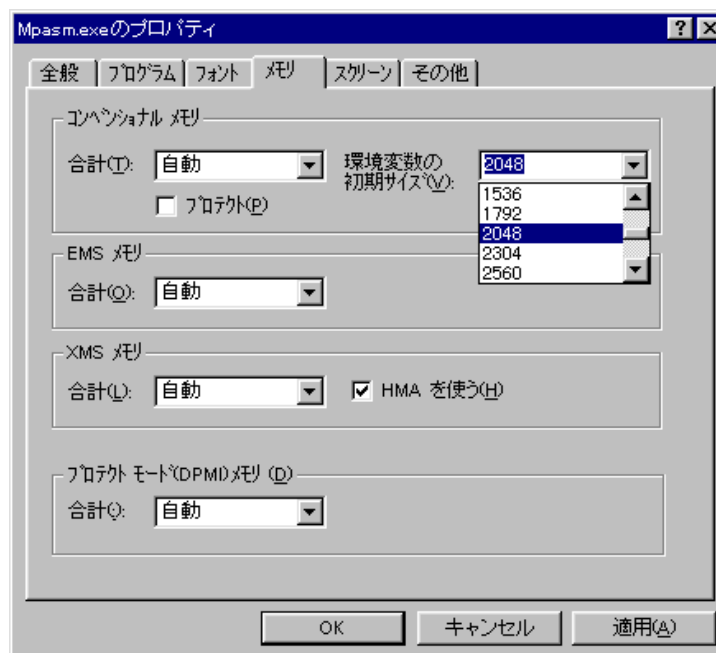 Mpasm.exeのプロパティ
全般 プログラム フォント メモリ スクリーン その他
コンベンショナル メモリ
合計(T): 自動 環境変数の初期サイズ(V): 2048
プロテクト(P)
1536
1792
2048
2304
2560
EMS メモリ
合計(O): 自動
XMS メモリ
合計(L): 自動 HMA を使う(H)
プロテクト モード(DPMI)メモリ (D)
合計(:): 自動
OK キャンセル 適用(A)